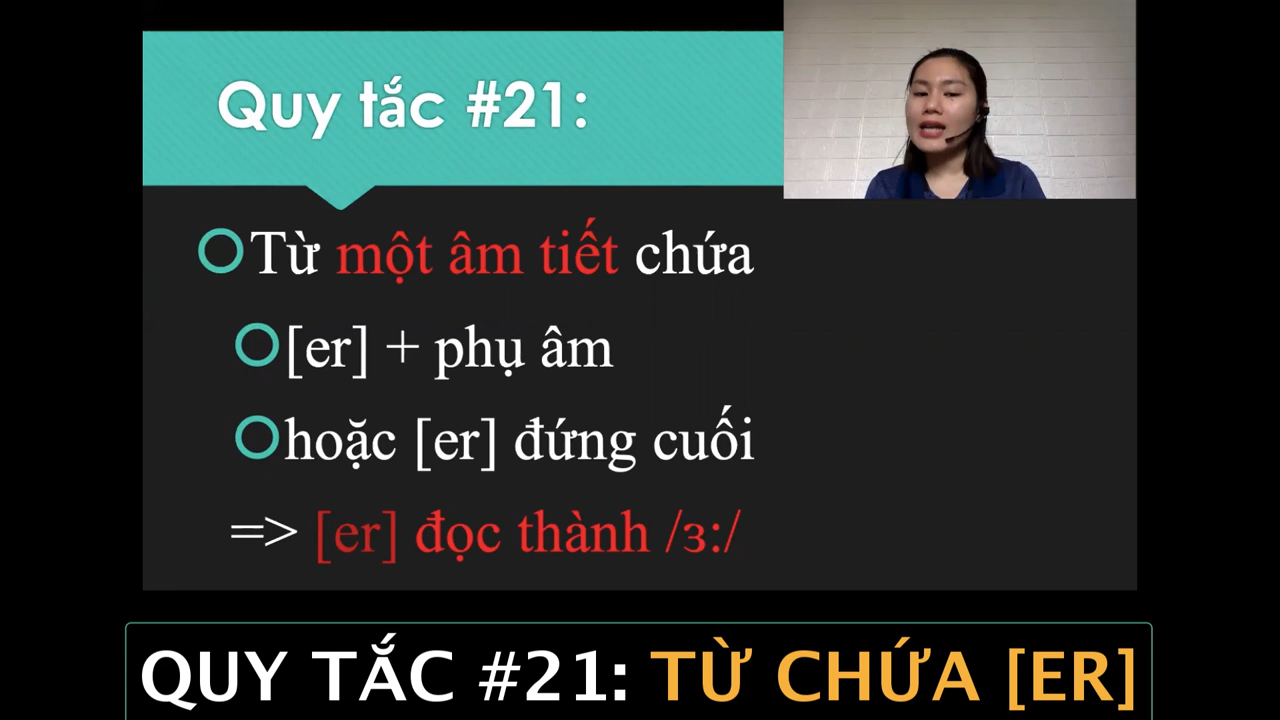 Quy tắc #21:
Từ một âm tiết chứa
[er] + phụ âm
hoặc [er] đứng cuối
=> [er] đọc thành /ɜ:/
QUY TẮC #21: TỪ CHỨA [ER]